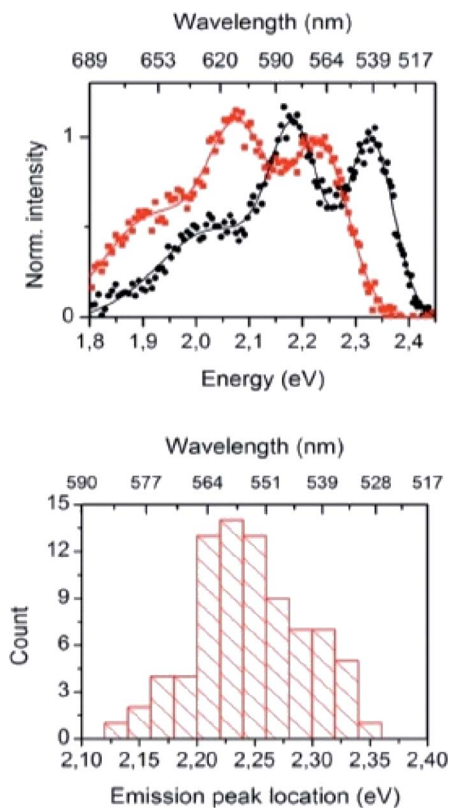 Wavelength (nm)
689 653 620 590 564 539 517
Norm. intensity
1
0
1,8 1,9 2,0 2,1 2,2 2,3 2,4
Energy (eV)
Wavelength (nm)
590 577 564 551 539 528 517
Count
15
12
9
6
3
0
2,10 2,15 2,20 2,25 2,30 2,35 2,40
Emission peak location (eV)